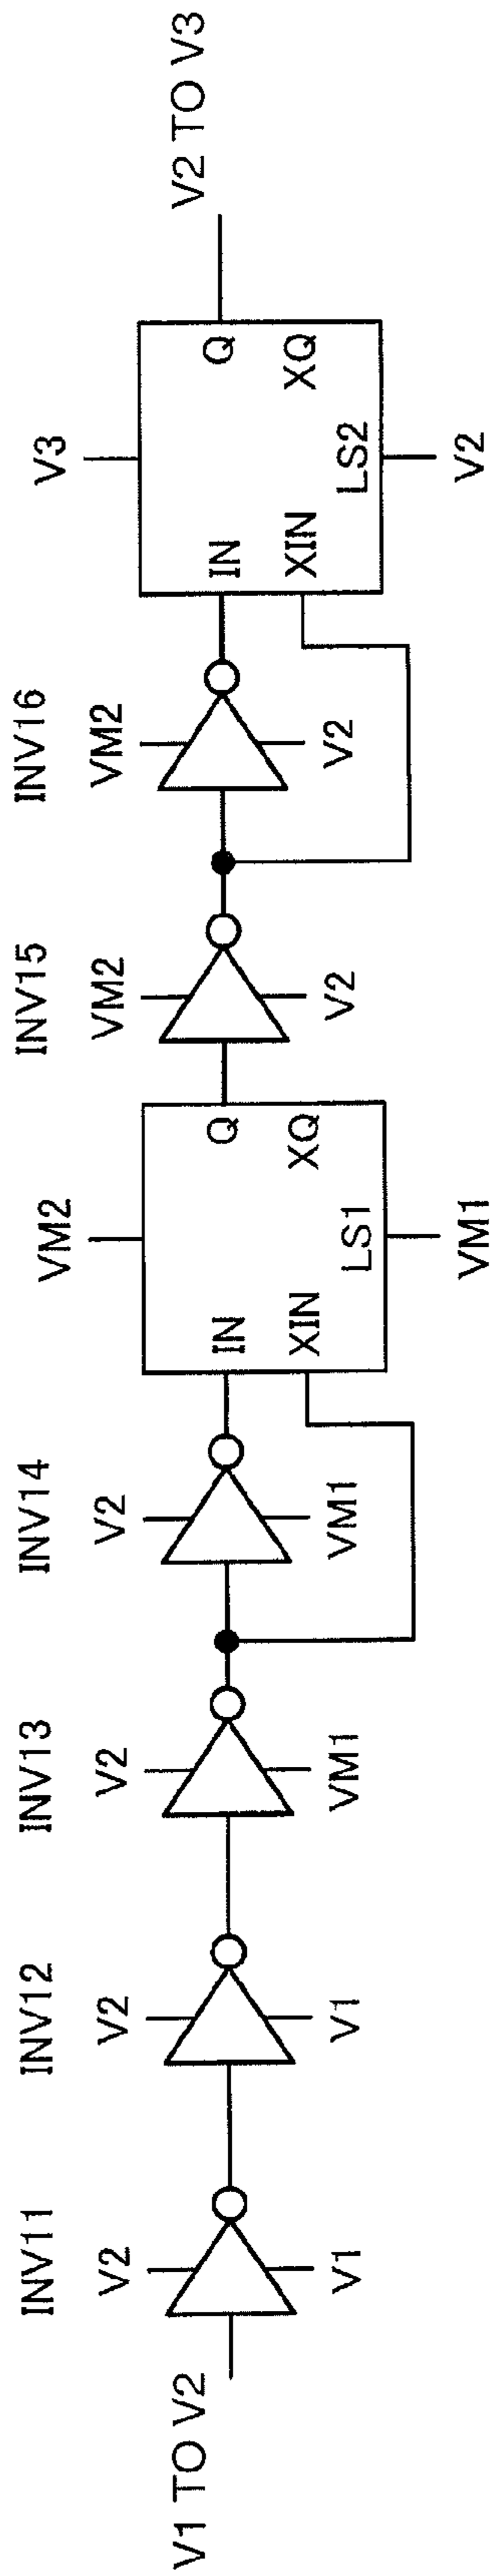 INV11
INV12
INV13
INV14
INV15
INV16
V2
V2
V2
V2
VM2
VM2
VM2
V3
V1 TO V2
V2 TO V3
IN
Q
IN
Q
XIN
XQ
XIN
XQ
LS1
LS2
V1
V1
VM1
VM1
VM1
V2
V2
V2